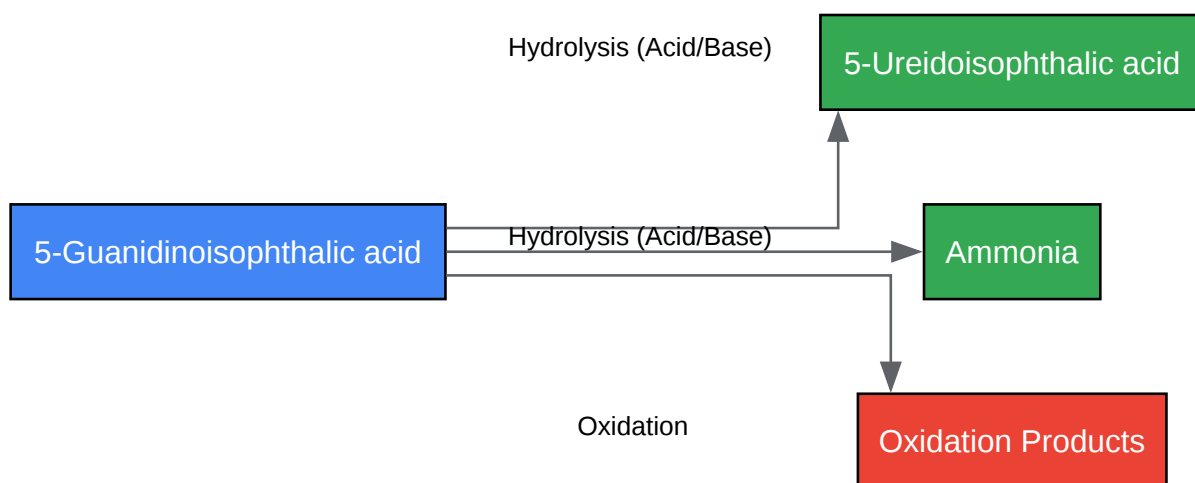 Hydrolysis (Acid/Base)
5-Ureidoisophthalic acid
5-Guanidinoisophthalic acid
Hydrolysis (Acid/Base)
Ammonia
Oxidation
Oxidation Products